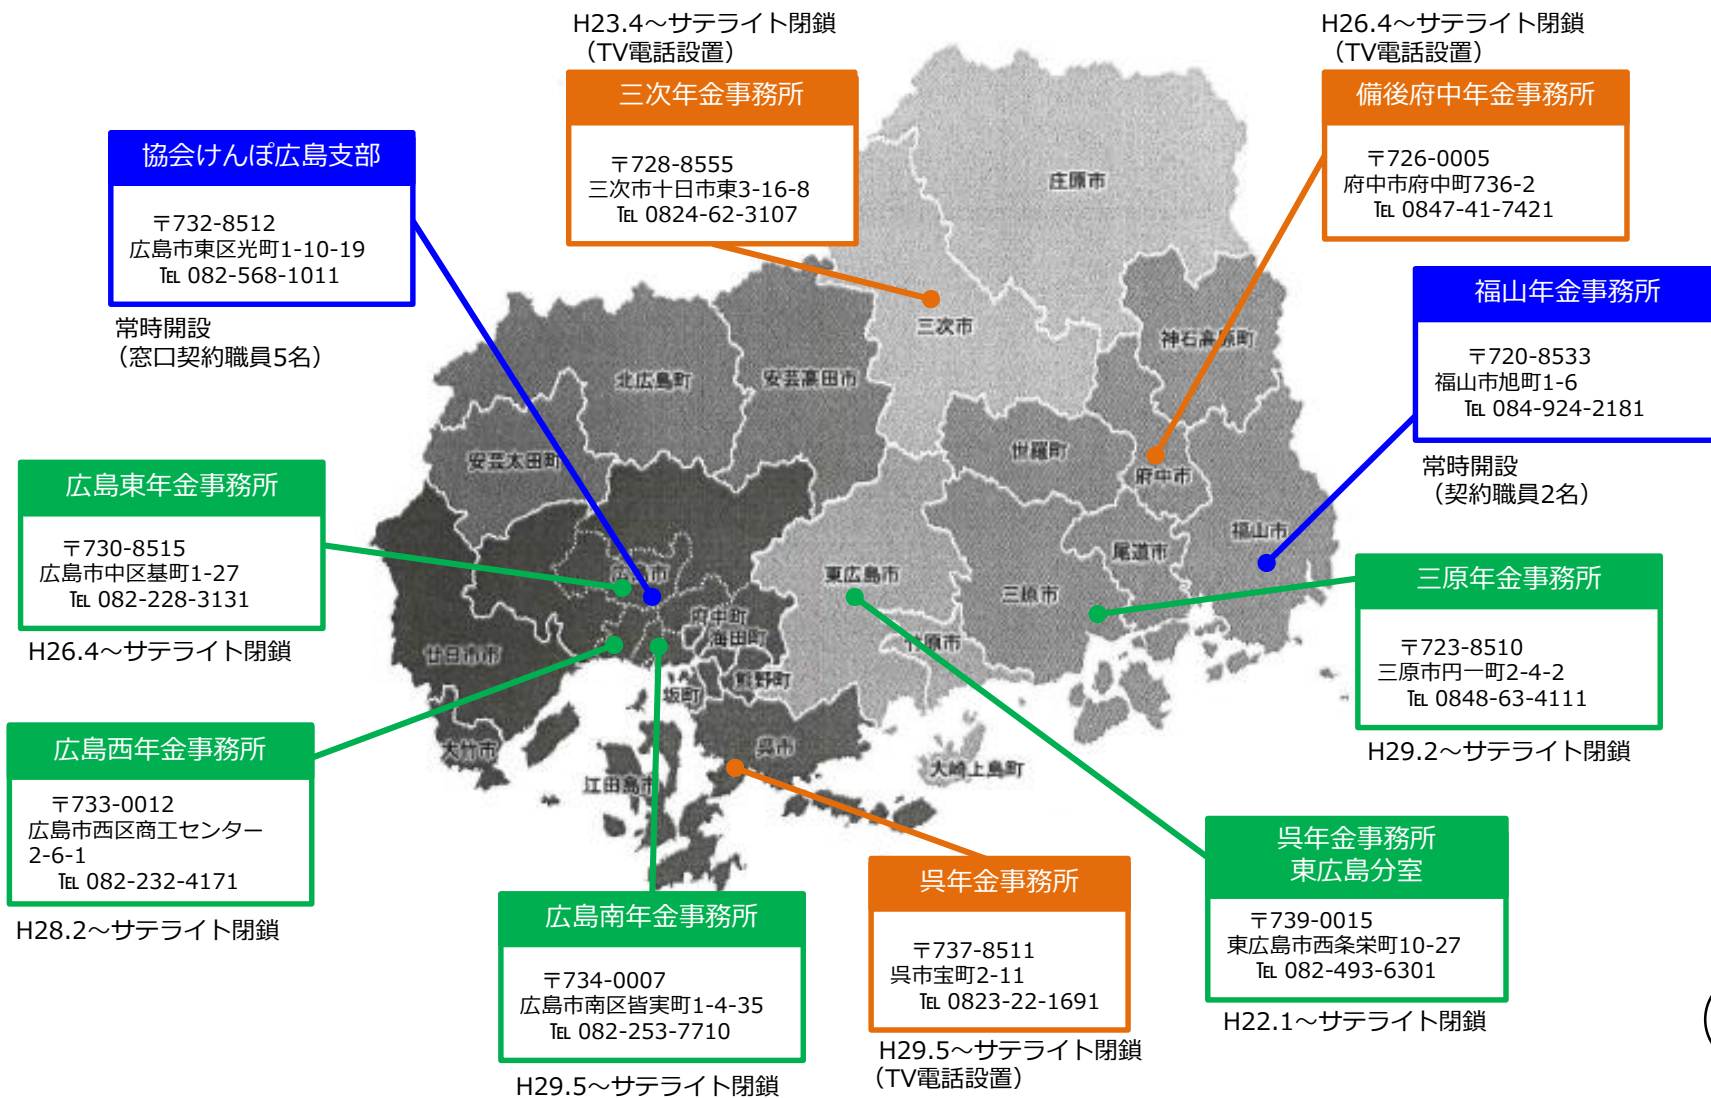 H23.4～サテライト閉鎖
（TV電話設置）
三次年金事務所
〒728-8555
三次市十日市東3-16-8
℡ 0824-62-3107
H26.4～サテライト閉鎖
（TV電話設置）
備後府中年金事務所
〒726-0005
府中市府中町736-2
℡ 0847-41-7421
協会けんぽ広島支部
〒732-8512
広島市東区光町1-10-19
℡ 082-568-1011
常時開設
（窓口契約職員5名）
福山年金事務所
〒720-8533
福山市旭町1-6
℡ 084-924-2181
常時開設
（契約職員2名）
広島東年金事務所
〒730-8515
広島市中区基町1-27
℡ 082-228-3131
H26.4～サテライト閉鎖
三原年金事務所
〒723-8510
三原市円一町2-4-2
℡ 0848-63-4111
H29.2～サテライト閉鎖
広島西年金事務所
〒733-0012
広島市西区商工センター
2-6-1
℡ 082-232-4171
H28.2～サテライト閉鎖
広島南年金事務所
〒734-0007
広島市南区皆実町1-4-35
℡ 082-253-7710
H29.5～サテライト閉鎖
呉年金事務所
〒737-8511
呉市宝町2-11
℡ 0823-22-1691
H29.5～サテライト閉鎖
（TV電話設置）
呉年金事務所
東広島分室
〒739-0015
東広島市西条栄町10-27
℡ 082-493-6301
H22.1～サテライト閉鎖
庄原市
三次市
神石高原町
北広島町
安芸高田市
安芸太田町
世羅町
府中市
福山市
尾道市
広島市
東広島市
三原市
府中町
海田町
竹原市
廿日市市
熊野町
坂町
大竹市
呉市
江田島市
大崎上島町